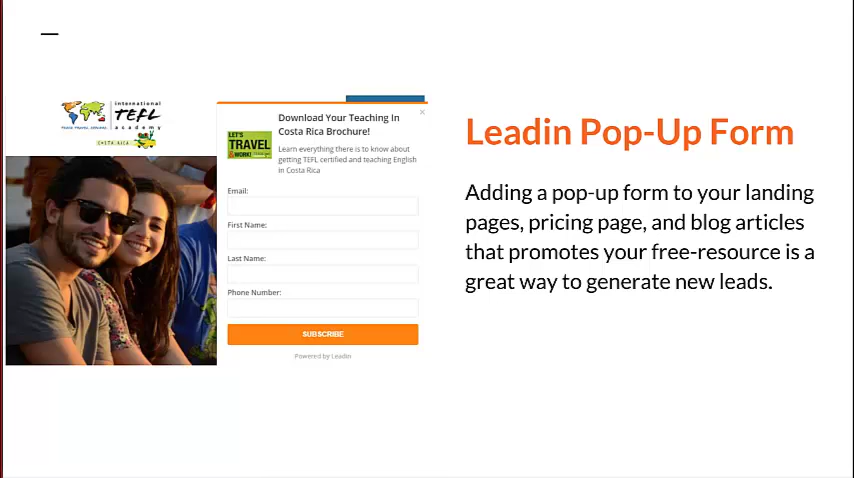 international
TEFL
academy
COSTA RICA
Download Your Teaching In
Costa Rica Brochure!
LET'S
TRAVEL
& WORK!
Learn everything there is to know about
getting TEFL certified and teaching English
in Costa Rica
Email:
First Name:
Last Name:
Phone Number:
SUBSCRIBE
Powered by Leadin
Leadin Pop-Up Form
Adding a pop-up form to your landing
pages, pricing page, and blog articles
that promotes your free-resource is a
great way to generate new leads.